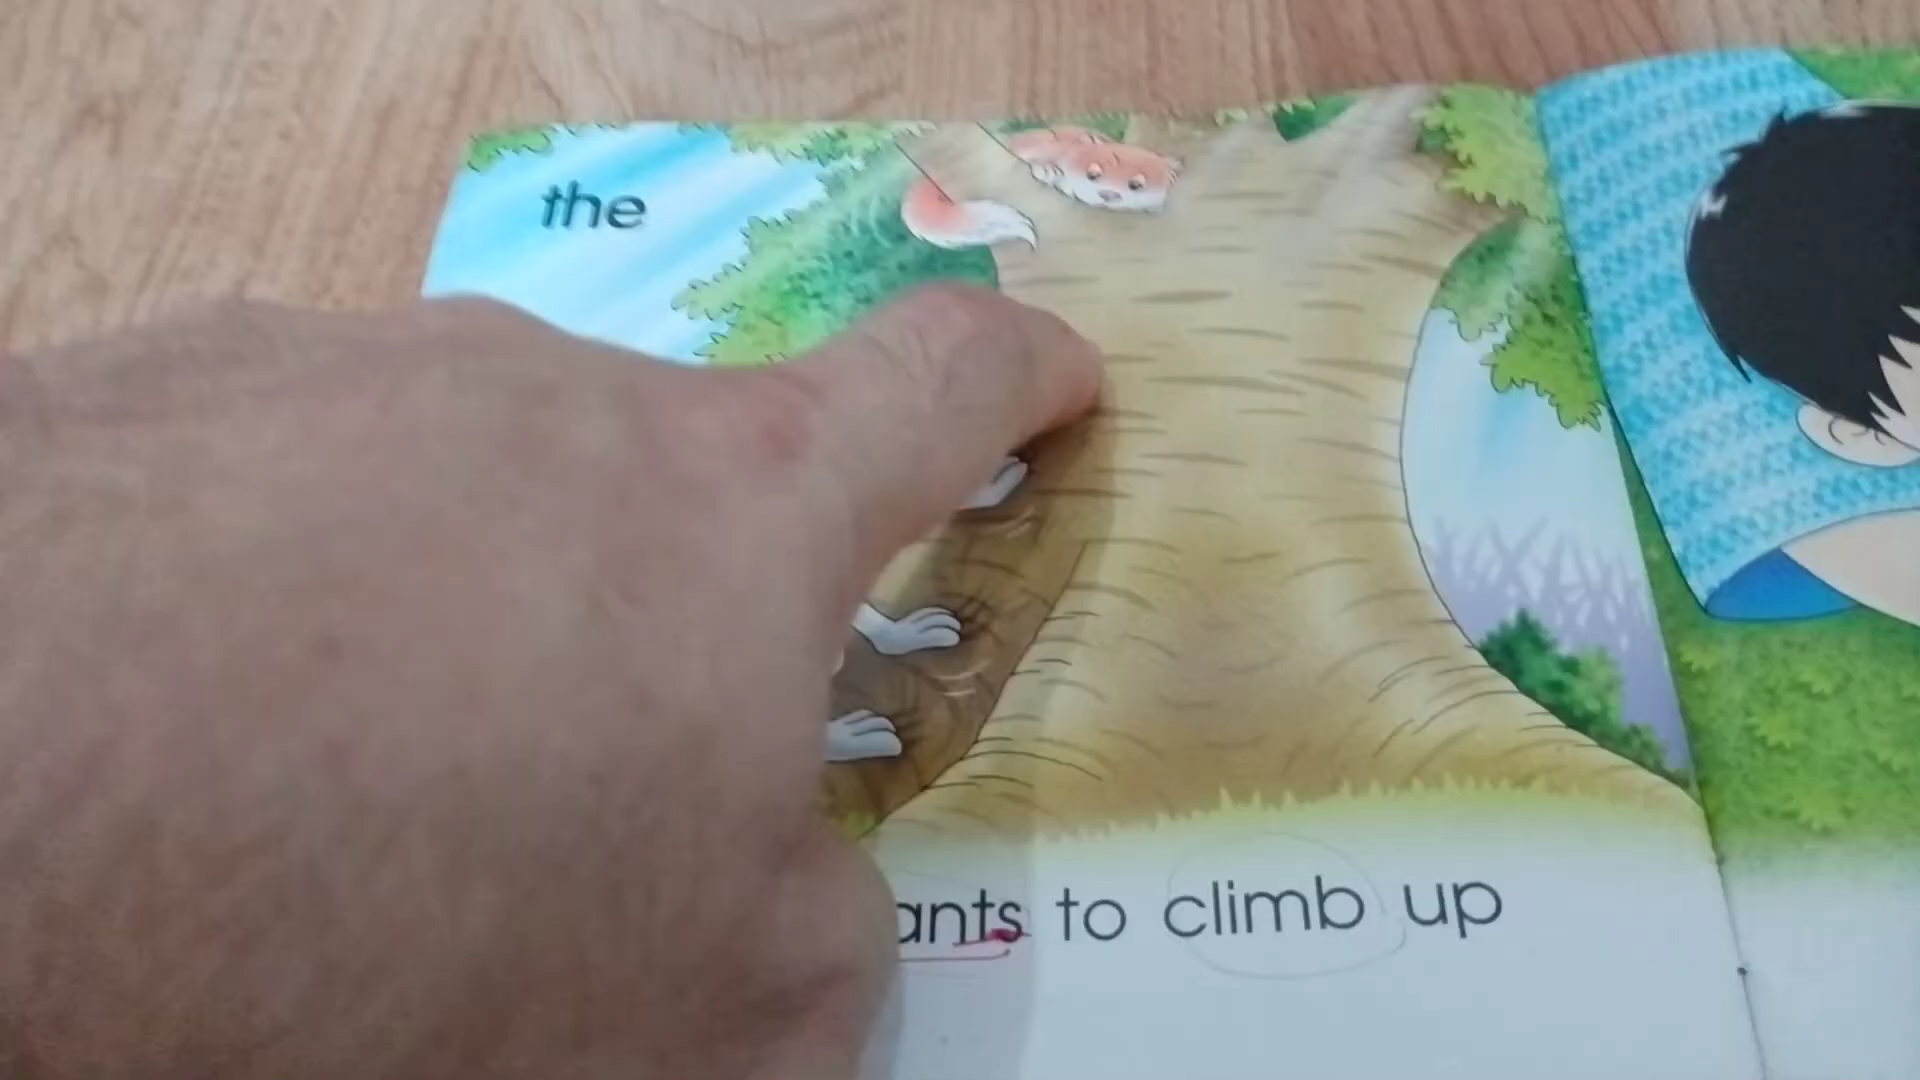 the
ants to climb up